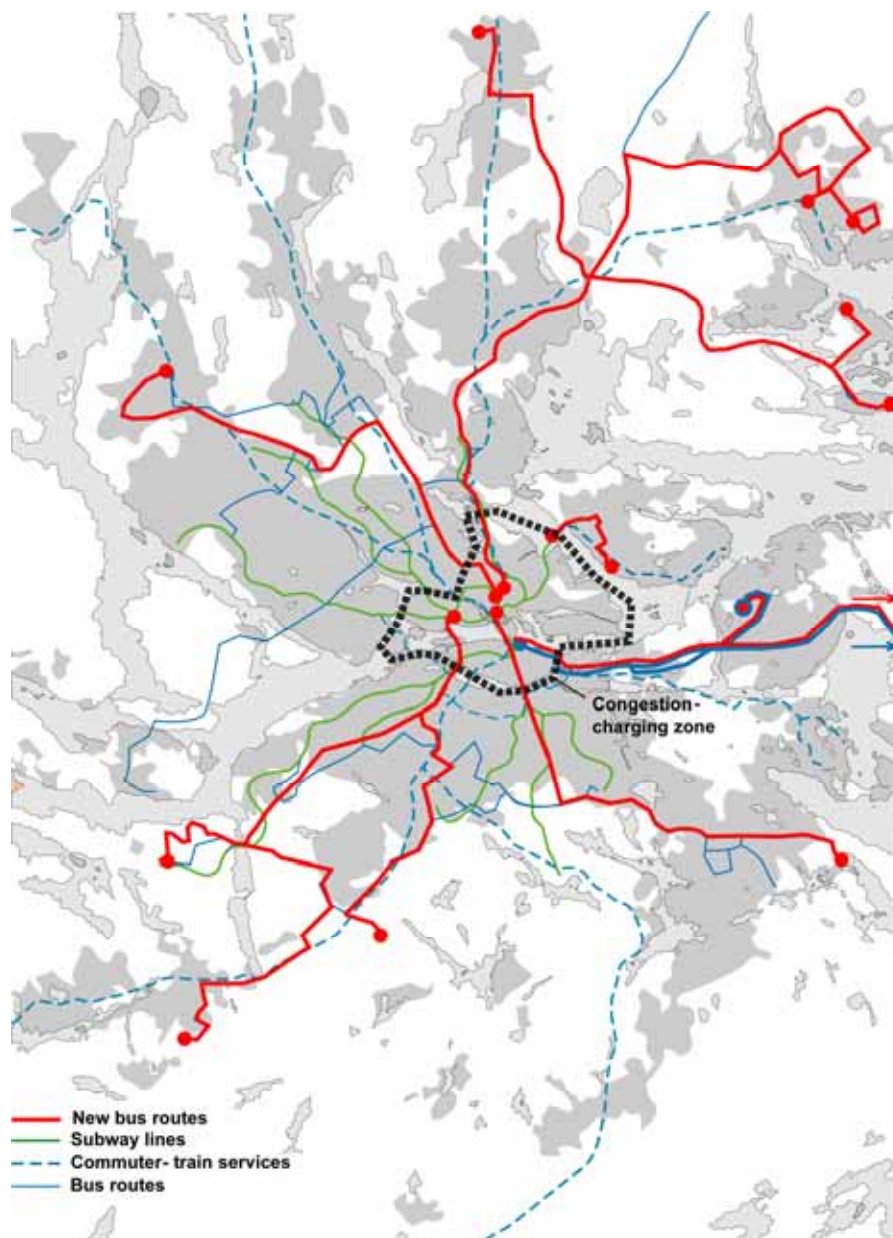 Congestion-
charging zone
New bus routes
Subway lines
Commuter- train services
Bus routes